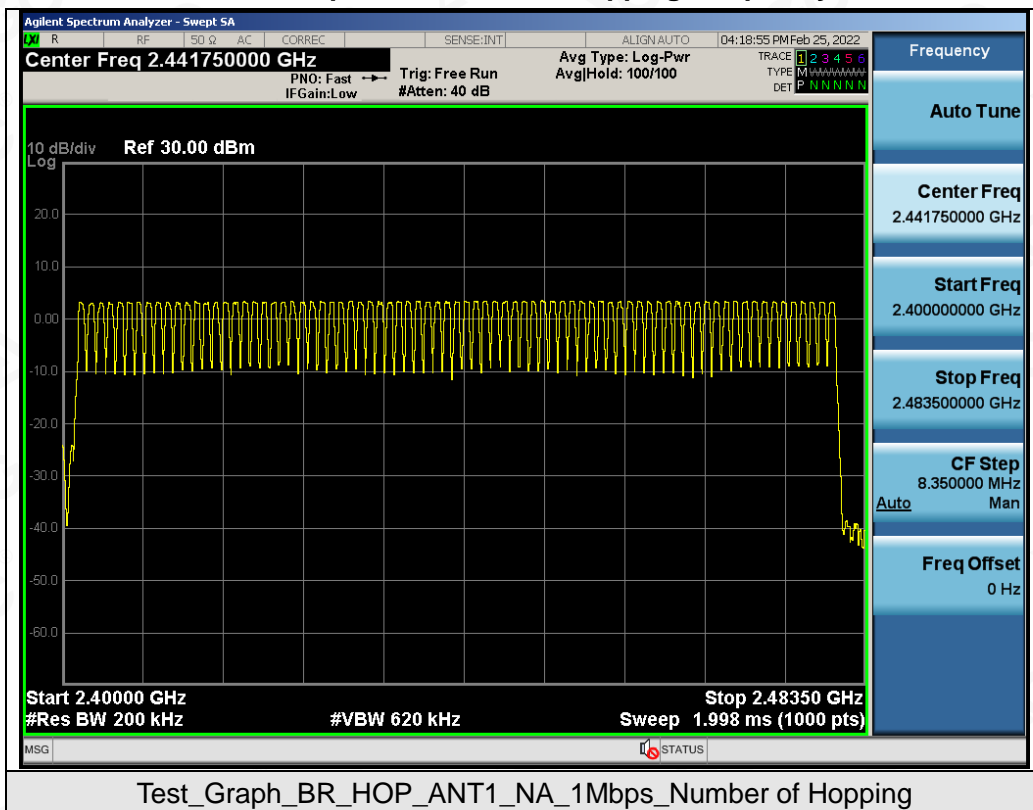 Agilent Spectrum Analyzer - Swept SA
LXI R RF 50 Ω AC CORREC SENSE:INT ALIGN AUTO 04:18:55 PM Feb 25, 2022
Center Freq 2.441750000 GHz
PNO: Fast
IFGain:Low
Trig: Free Run
#Atten: 40 dB
Avg Type: Log-Pwr
Avg|Hold: 100/100
TRACE 1 2 3 4 5 6
TYPE M WWWWW
DET P N N N N N
10 dB/div
Log
Ref 30.00 dBm
20.0
10.0
0.00
-10.0
-20.0
-30.0
-40.0
-50.0
-60.0
Start 2.40000 GHz
Stop 2.48350 GHz
#Res BW 200 kHz
#VBW 620 kHz
Sweep 1.998 ms (1000 pts)
MSG
STATUS
Frequency
Auto Tune
Center Freq
2.441750000 GHz
Start Freq
2.400000000 GHz
Stop Freq
2.483500000 GHz
CF Step
8.350000 MHz
Auto Man
Freq Offset
0 Hz
Test_Graph_BR_HOP_ANT1_NA_1Mbps_Number of Hopping